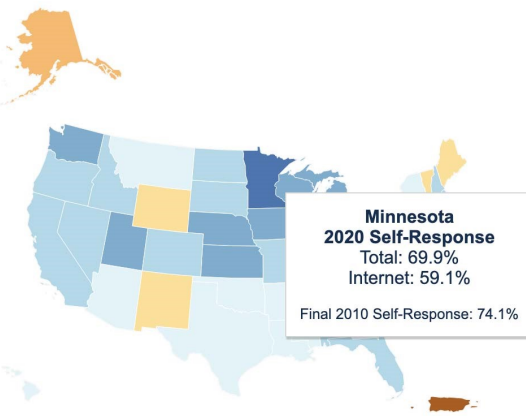 Minnesota
2020 Self-Response
Total: 69.9%
Internet: 59.1%
Final 2010 Self-Response: 74.1%